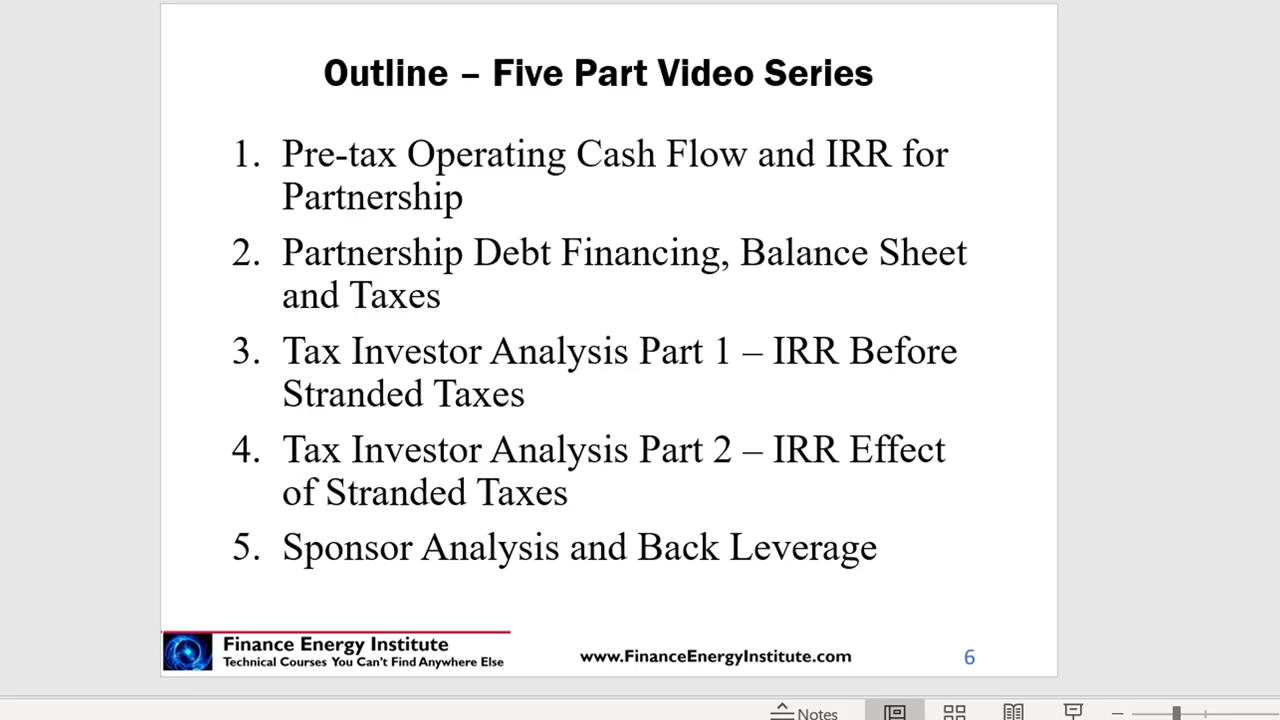 Outline – Five Part Video Series
1. Pre-tax Operating Cash Flow and IRR for
Partnership
2. Partnership Debt Financing, Balance Sheet
and Taxes
3. Tax Investor Analysis Part 1 – IRR Before
Stranded Taxes
4. Tax Investor Analysis Part 2 – IRR Effect
of Stranded Taxes
5. Sponsor Analysis and Back Leverage
Finance Energy Institute
Technical Courses You Can't Find Anywhere Else
www.FinanceEnergyInstitute.com
6
Notes